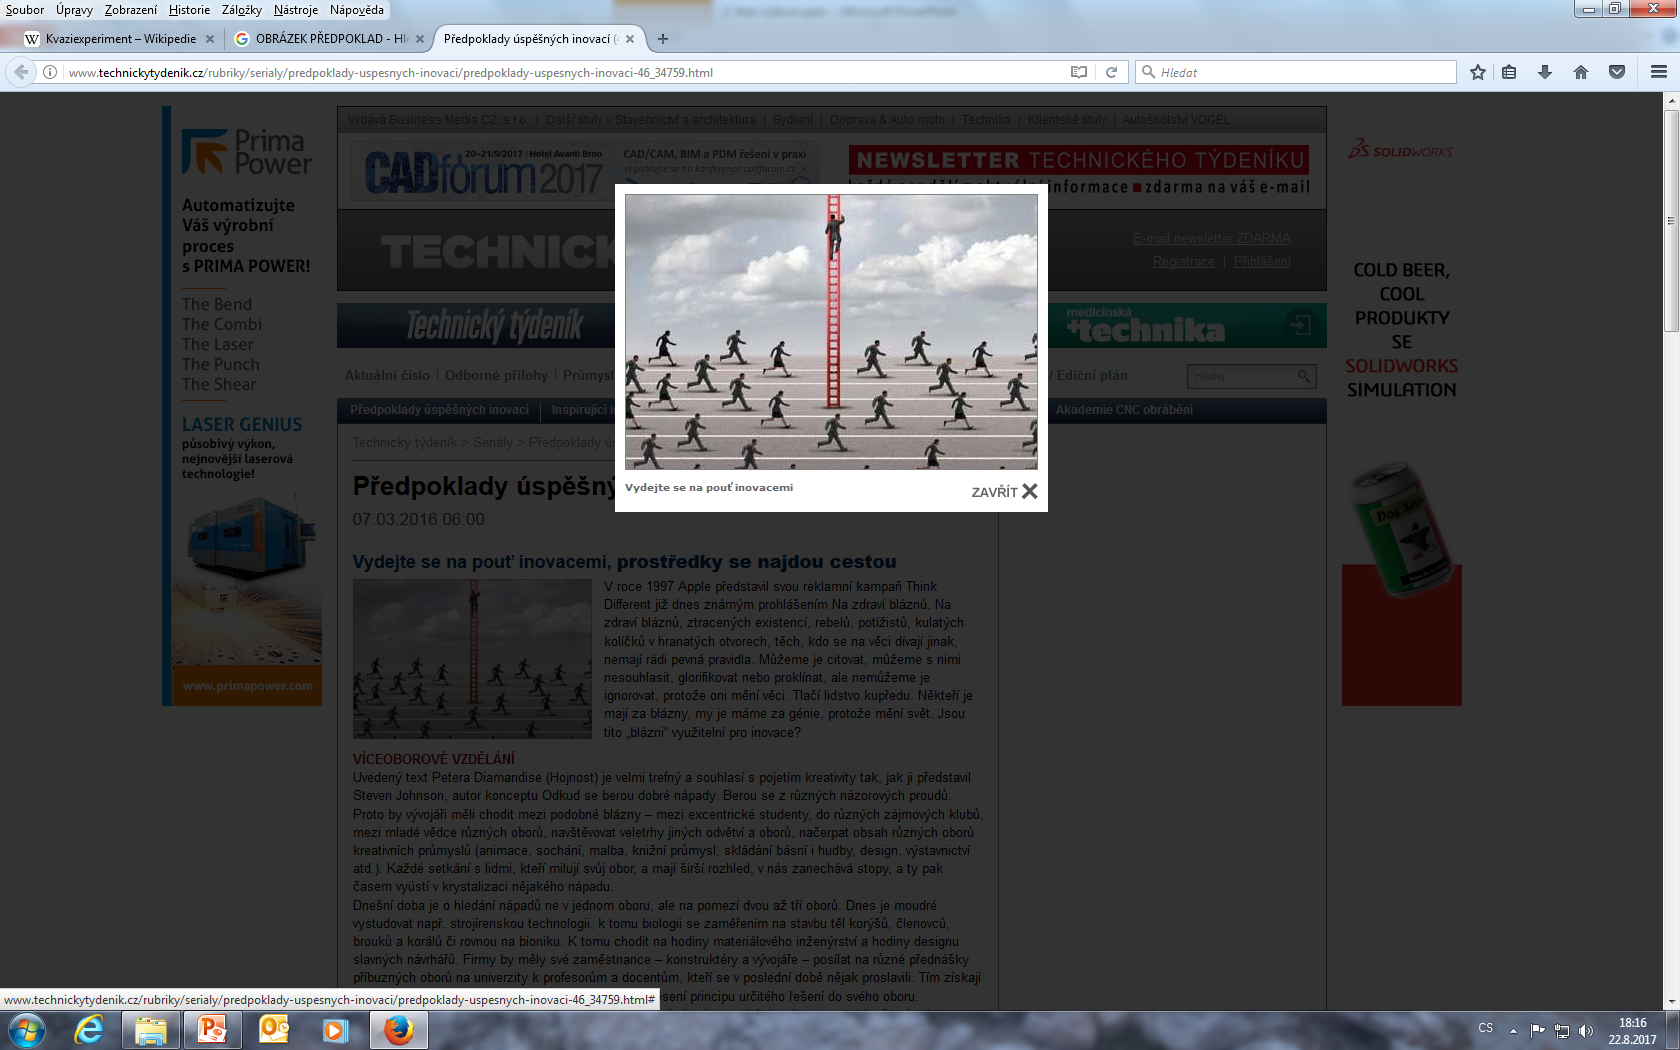 Soubor Úpravy Zobrazení Historie Záložky Nástroje Nápověda
Kvaziexperiment – Wikipedie
OBRÁZEK PŘEDPOKLAD - Hl
Předpoklady úspěšných inovací (
www.technickytydenik.cz/rubriky/serialy/predpoklady-uspesnych-inovaci/predpoklady-uspesnych-inovaci-46_34759.html
Hledat
Vydává Business Media CZ, s.r.o. | Další tituly » Stavebnictví a architektura | Bydlení | Doprava & Auto moto | Technika | Klientské tituly | Autoškolství VOGEL
Prima
Power
Automatizujte
Váš výrobní
proces
s PRIMA POWER!
The Bend
The Combi
The Laser
The Punch
The Shear
LASER GENIUS
působivý výkon,
nejnovější laserová
technologie!
www.primapower.com
CADfórum 2017
20–21/9/2017 | Hotel Avanti Brno
CAD/CAM, BIM a PDM řešení v praxi
registrujte se na konference.cadforum.cz >
NEWSLETTER TECHNICKÉHO TÝDENÍKU
informace ■ zdarma na váš e-mail
TECHNICK
E-mail newsletter ZDARMA
Registrace | Přihlášení
Technický týdeník
medicínská
+technika
Aktuální číslo | Odborné přílohy | Průmysl
/ Ediční plán
Hledej
Předpoklady úspěšných inovací
Inspirující i
Akademie CNC obrábění
Technický týdeník > Seriály > Předpoklady ús
Předpoklady úspěšný
07.03.2016 06:00
Vydejte se na pouť inovacemi
ZAVŘÍT
Vydejte se na pouť inovacemi, prostředky se najdou cestou
V roce 1997 Apple představil svou reklamní kampaň Think
Different již dnes známým prohlášením Na zdraví bláznů. Na
zdraví bláznů, ztracených existencí, rebelů, potížistů, kulatých
kolíčků v hranatých otvorech, těch, kdo se na věci dívají jinak,
nemají rádi pevná pravidla. Můžeme je citovat, můžeme s nimi
nesouhlasit, glorifikovat nebo proklínat, ale nemůžeme je
ignorovat, protože oni mění věci. Tlačí lidstvo kupředu. Někteří je
mají za blázny, my je máme za génie, protože mění svět. Jsou
tito „blázni“ využitelní pro inovace?
VÍCEOBOROVÉ VZDĚLÁNÍ
Uvedený text Petera Diamandise (Hojnost) je velmi trefný a souhlasí s pojetím kreativity tak, jak ji představil
Steven Johnson, autor konceptu Odkud se berou dobré nápady. Berou se z různých názorových proudů.
Proto by vývojáři měli chodit mezi podobné blázny – mezi excentrické studenty, do různých zájmových klubů,
mezi mladé vědce různých oborů, navštěvovat veletrhy jiných odvětví a oborů, načerpat obsah různých oborů
kreativních průmyslů (animace, sochání, malba, knižní průmysl, skládání básní i hudby, design, výstavnictví
atd.). Každé setkání s lidmi, kteří milují svůj obor, a mají širší rozhled, v nás zanechává stopy, a ty pak
časem vyústí v krystalizaci nějakého nápadu.
Dnešní doba je o hledání nápadů ne v jednom oboru, ale na pomezí dvou až tří oborů. Dnes je moudré
vystudovat např. strojírenskou technologii, k tomu biologii se zaměřením na stavbu těl korýšů, členovců,
brouků a korálů či rovnou na bioniku. K tomu chodit na hodiny materiálového inženýrství a hodiny designu
slavných návrhářů. Firmy by měly své zaměstnance – konstruktéry a vývojáře – posílat na různé přednášky
příbuzných oborů na univerzity k profesorům a docentům, kteří se v poslední době nějak proslavili. Tím získají
esení principu určitého řešení do svého oboru.
SOLIDWORKS
COLD BEER,
COOL
PRODUKTY
SE
SOLIDWORKS
SIMULATION
www.technickytydenik.cz/rubriky/serialy/predpoklady-uspesnych-inovaci/predpoklady-uspesnych-inovaci-46_34759.html#
CS
18:16
22.8.2017